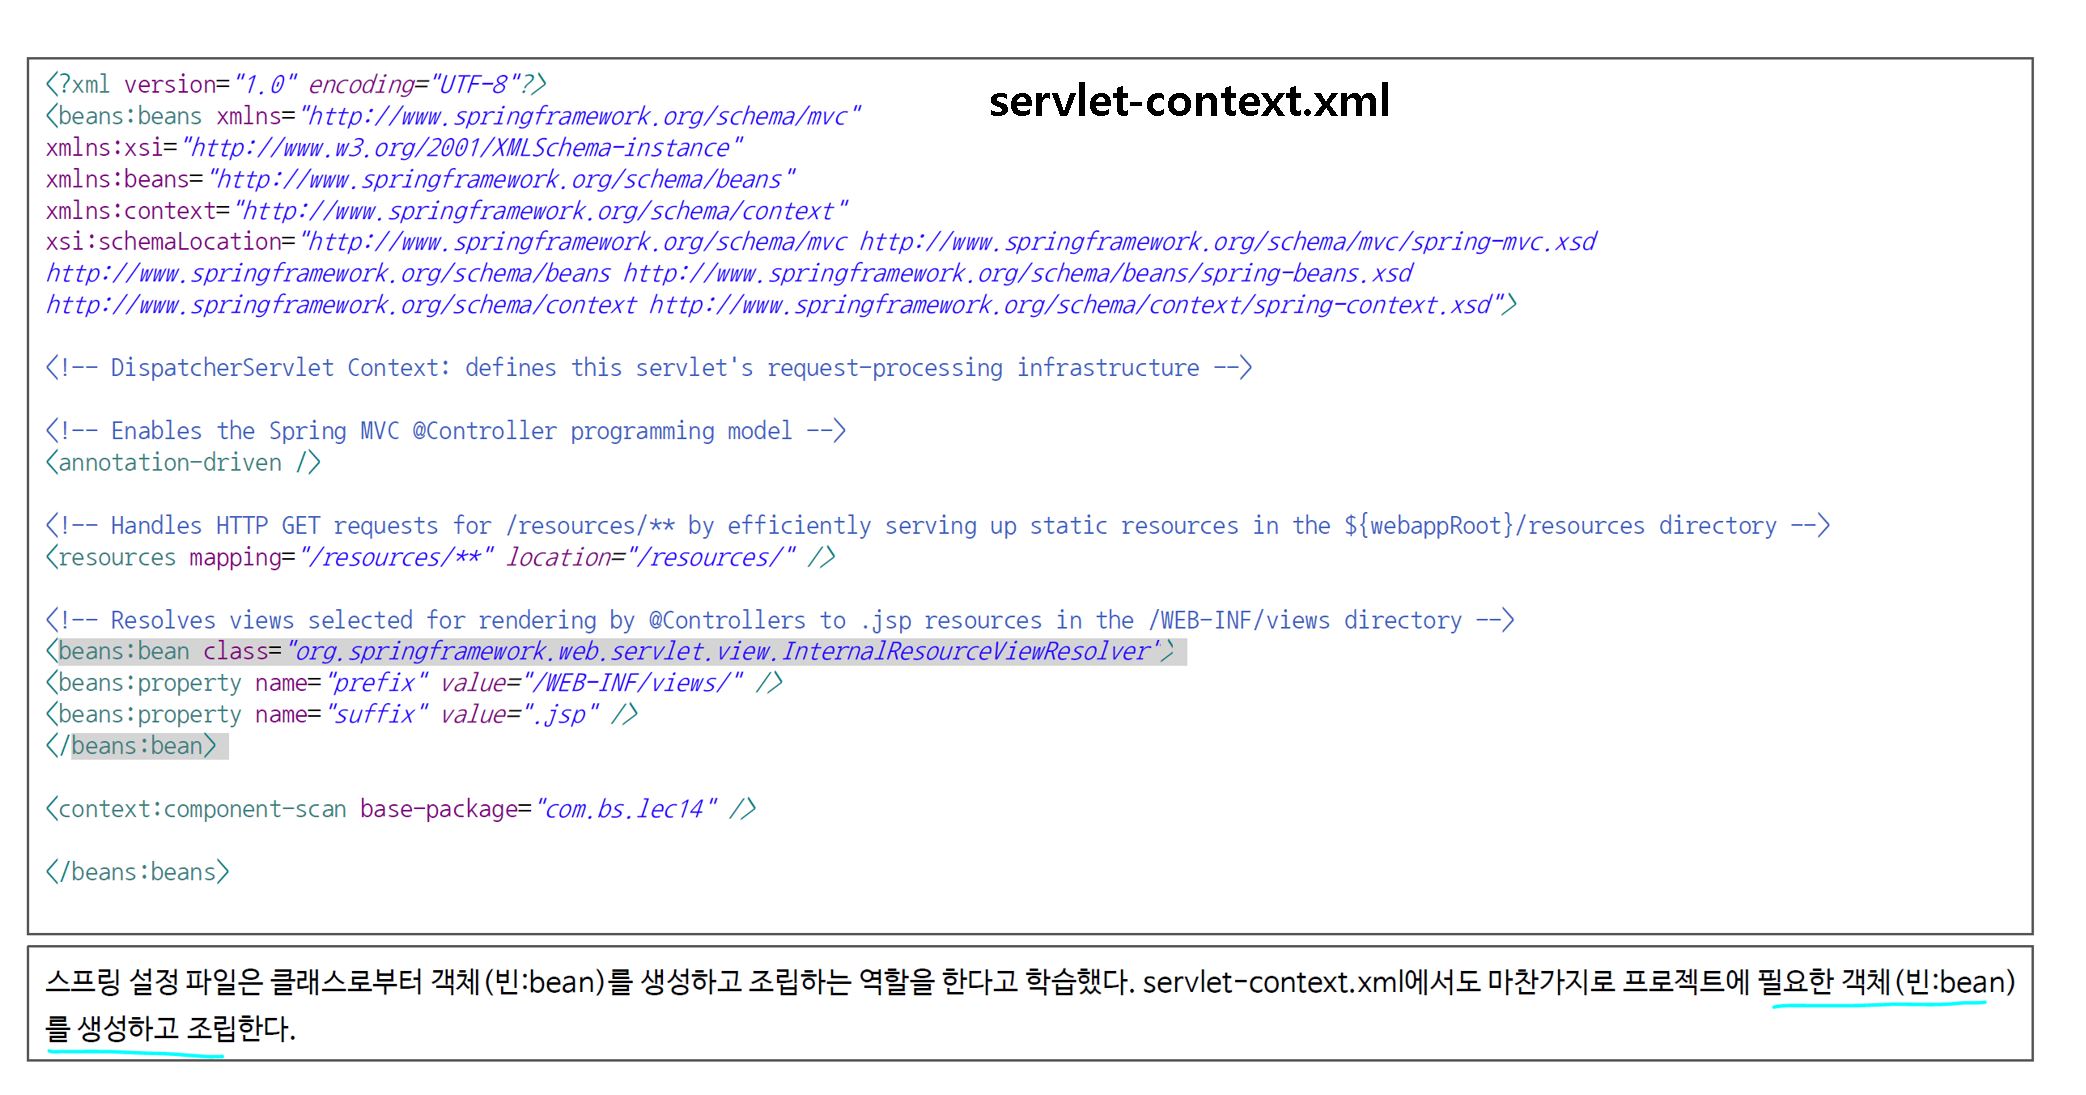 servlet-context.xml
<?xml version="1.0" encoding="UTF-8"?>
<beans:beans xmlns="http://www.springframework.org/schema/mvc"
xmlns:xsi="http://www.w3.org/2001/XMLSchema-instance"
xmlns:beans="http://www.springframework.org/schema/beans"
xmlns:context="http://www.springframework.org/schema/context"
xsi:schemaLocation="http://www.springframework.org/schema/mvc http://www.springframework.org/schema/mvc/spring-mvc.xsd
http://www.springframework.org/schema/beans http://www.springframework.org/schema/beans/spring-beans.xsd
http://www.springframework.org/schema/context http://www.springframework.org/schema/context/spring-context.xsd">
<!-- DispatcherServlet Context: defines this servlet's request-processing infrastructure -->
<!-- Enables the Spring MVC @Controller programming model -->
<annotation-driven />
<!-- Handles HTTP GET requests for /resources/** by efficiently serving up static resources in the ${webappRoot}/resources directory -->
<resources mapping="/resources/**" location="/resources/" />
<!-- Resolves views selected for rendering by @Controllers to .jsp resources in the /WEB-INF/views directory -->
<beans:bean class="org.springframework.web.servlet.view.InternalResourceViewResolver">
<beans:property name="prefix" value="/WEB-INF/views/" />
<beans:property name="suffix" value=".jsp" />
</beans:bean>
<context:component-scan base-package="com.bs.lec14" />
</beans:beans>
스프링 설정 파일은 클래스로부터 객체(빈:bean)를 생성하고 조립하는 역할을 한다고 학습했다. servlet-context.xml에서도 마찬가지로 프로젝트에 필요한 객체(빈:bean)
를 생성하고 조립한다.